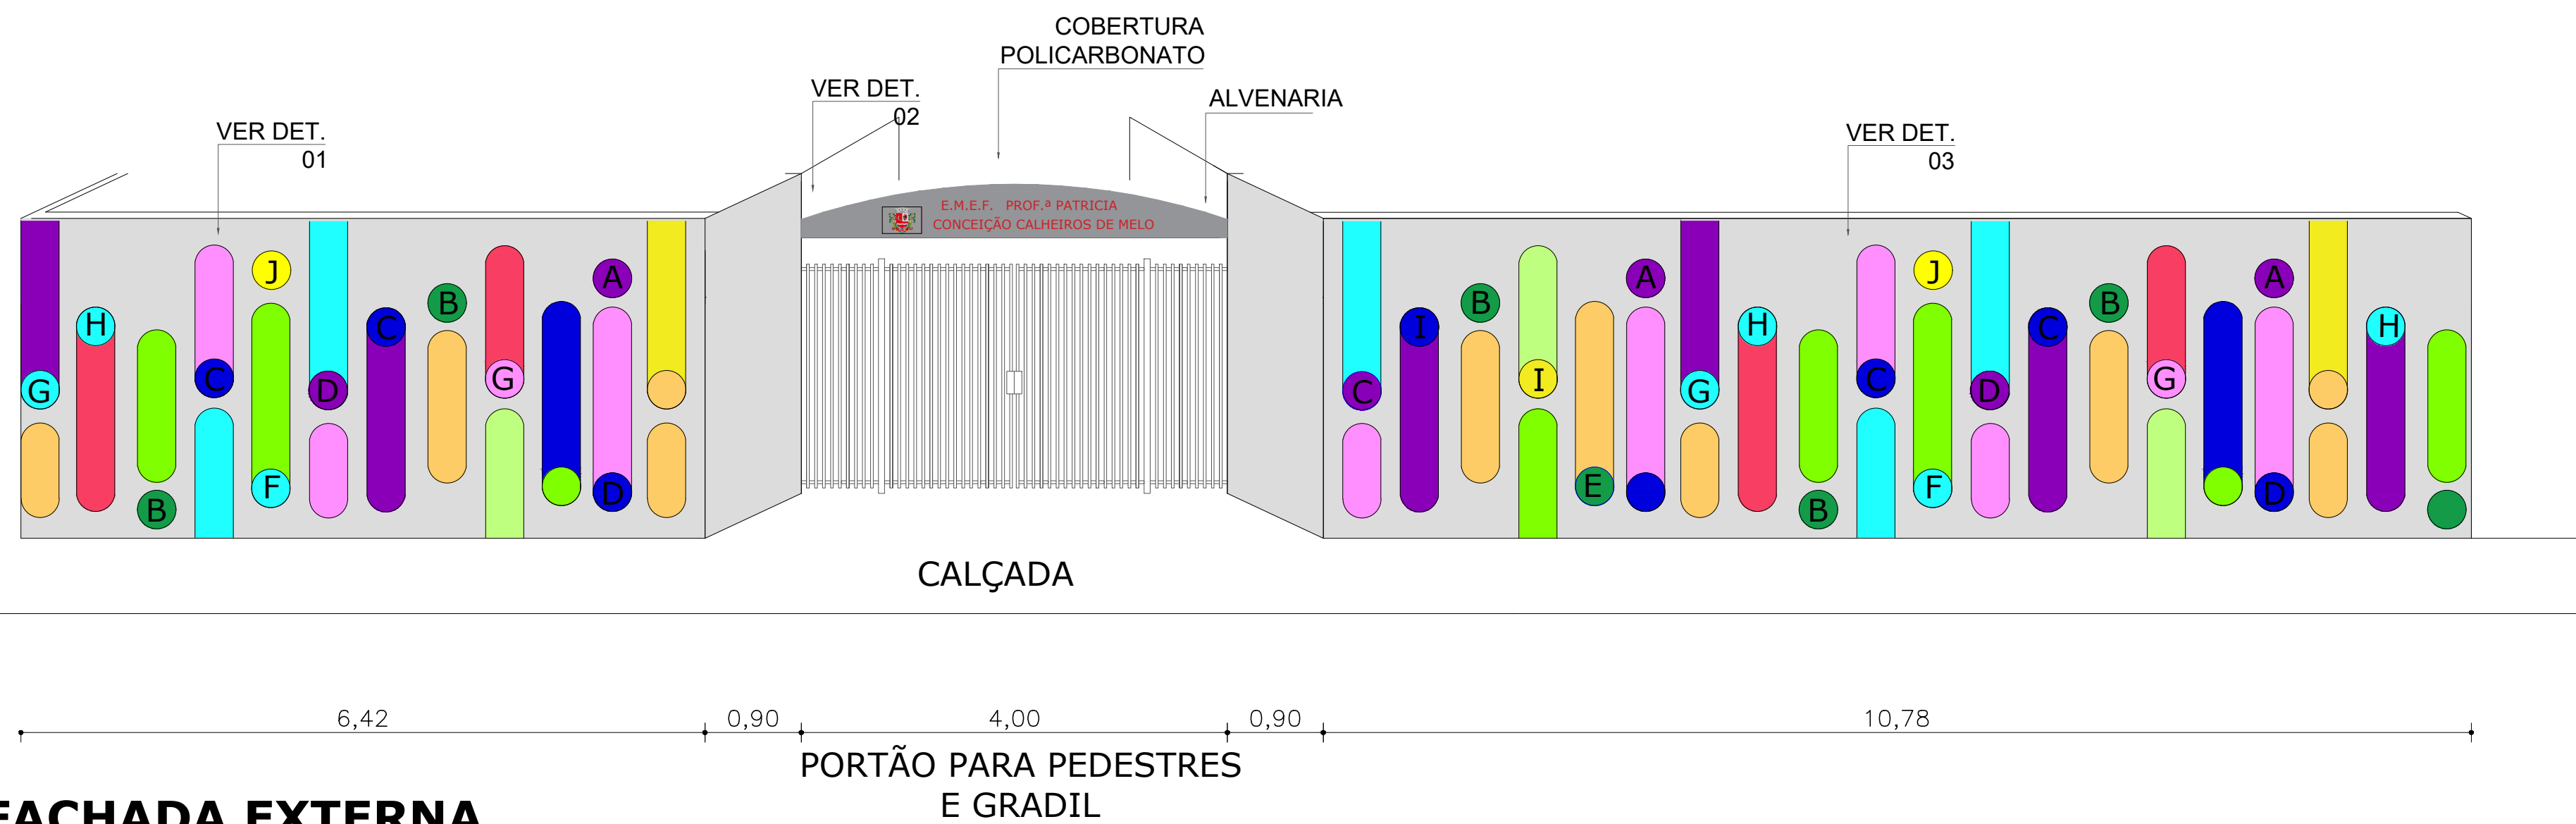 COBERTURA
POLICARBONATO
VER DET.
02
ALVENARIA
VER DET.
01
VER DET.
03
E.M.E.F. PROF.ª PATRICIA
CONCEIÇÃO CALHEIROS DE MELO
G
H
B
C
J
F
D
C
B
G
A
D
C
I
B
I
E
A
G
H
B
C
J
F
D
C
B
G
A
D
H
CALÇADA
6,42
0,90
4,00
0,90
10,78
PORTÃO PARA PEDESTRES
E GRADIL
FACHADA EXTERNA